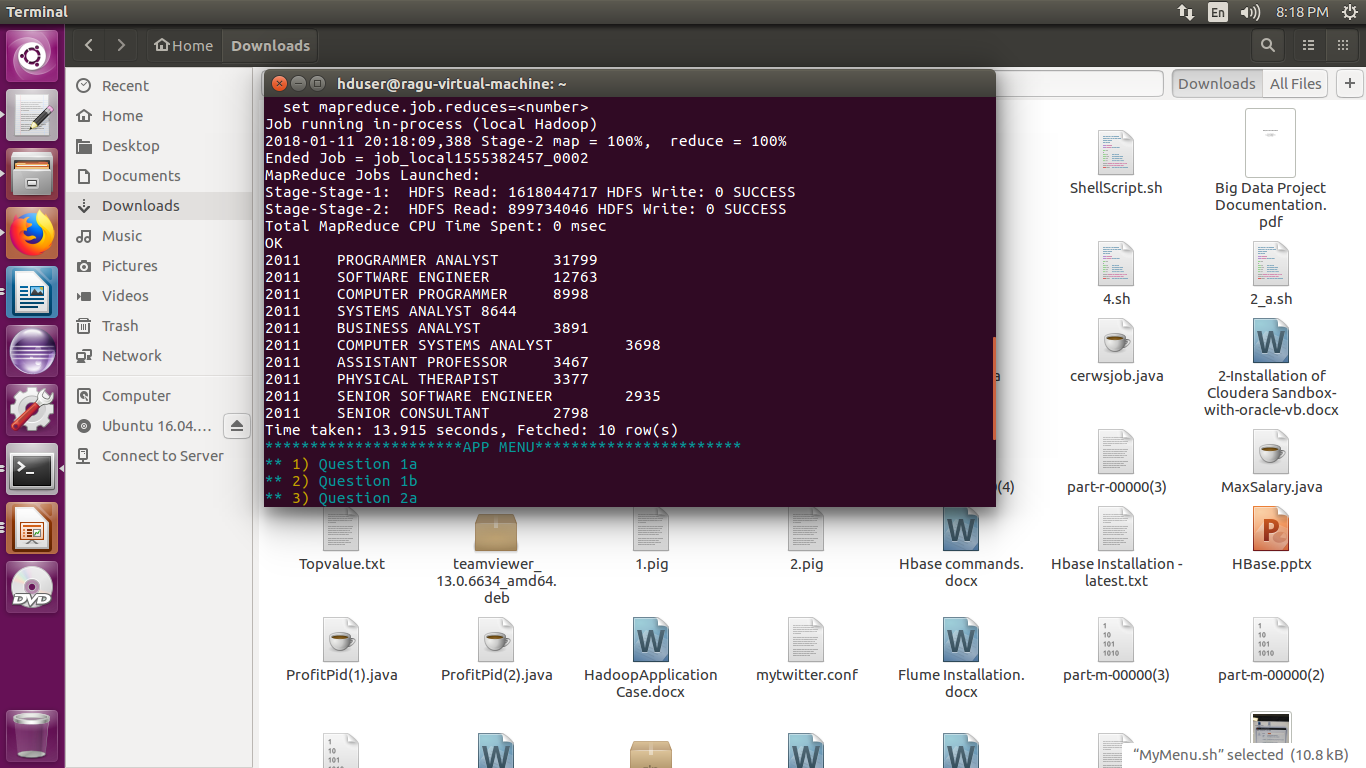 Terminal
En
8:18 PM
Home
Downloads
hduser@ragu-virtual-machine: ~
Downloads
All Files
Recent
Home
Desktop
Documents
Downloads
Music
Pictures
Videos
Trash
Network
Computer
Ubuntu 16.04....
Connect to Server
set mapreduce.job.reduces=<number>
Job running in-process (local Hadoop)
2018-01-11 20:18:09,388 Stage-2 map = 100%,  reduce = 100%
Ended Job = job_local1555382457_0002
MapReduce Jobs Launched:
Stage-Stage-1:  HDFS Read: 1618044717 HDFS Write: 0 SUCCESS
Stage-Stage-2:  HDFS Read: 899734046 HDFS Write: 0 SUCCESS
Total MapReduce CPU Time Spent: 0 msec
OK
2011    PROGRAMMER ANALYST      31799
2011    SOFTWARE ENGINEER       12763
2011    COMPUTER PROGRAMMER     8998
2011    SYSTEMS ANALYST 8644
2011    BUSINESS ANALYST        3891
2011    COMPUTER SYSTEMS ANALYST        3698
2011    ASSISTANT PROFESSOR     3467
2011    PHYSICAL THERAPIST      3377
2011    SENIOR SOFTWARE ENGINEER        2935
2011    SENIOR CONSULTANT       2798
Time taken: 13.915 seconds, Fetched: 10 row(s)
**********************APP MENU***********************
** 1) Question 1a
** 2) Question 1b
** 3) Question 2a
ShellScript.sh
Big Data Project
Documentation.
pdf
4.sh
2_a.sh
a
cerwsjob.java
2-Installation of
Cloudera Sandbox-
with-oracle-vb.docx
(4)
part-r-00000(3)
MaxSalary.java
Topvalue.txt
teamviewer_
13.0.6634_amd64.
deb
1.pig
2.pig
Hbase commands.
docx
Hbase Installation -
latest.txt
HBase.pptx
ProfitPid(1).java
ProfitPid(2).java
HadoopApplication
Case.docx
mytwitter.conf
Flume Installation.
docx
part-m-00000(3)
part-m-00000(2)
“MyMenu.sh” selected (10.8 kB)